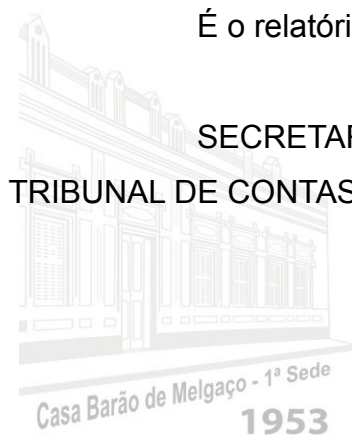 É o relatóri
SECRETAR
TRIBUNAL DE CONTAS
Casa Barão de Melgaço - 1ª Sede
1953